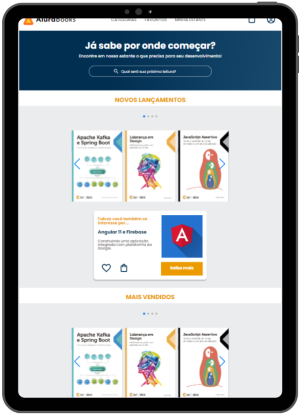 AluraBooks
CATEGORIAS FAVORITOS MINHA ESTANTE
Já sabe por onde começar?
Encontre em nossa estante o que precisa para seu desenvolvimento!
Qual será sua próxima leitura?
NOVOS LANÇAMENTOS
Apache Kafka
e Spring Boot
Liderança em
Design
JavaScript Assertivo
Talvez você também se
interesse por...
Angular 11 e Firebase
Construindo uma aplicação
integrada com plataforma do
Google.
A
Saiba mais
MAIS VENDIDOS
Apache Kafka
e Spring Boot
Liderança em
Design
JavaScript Assertivo